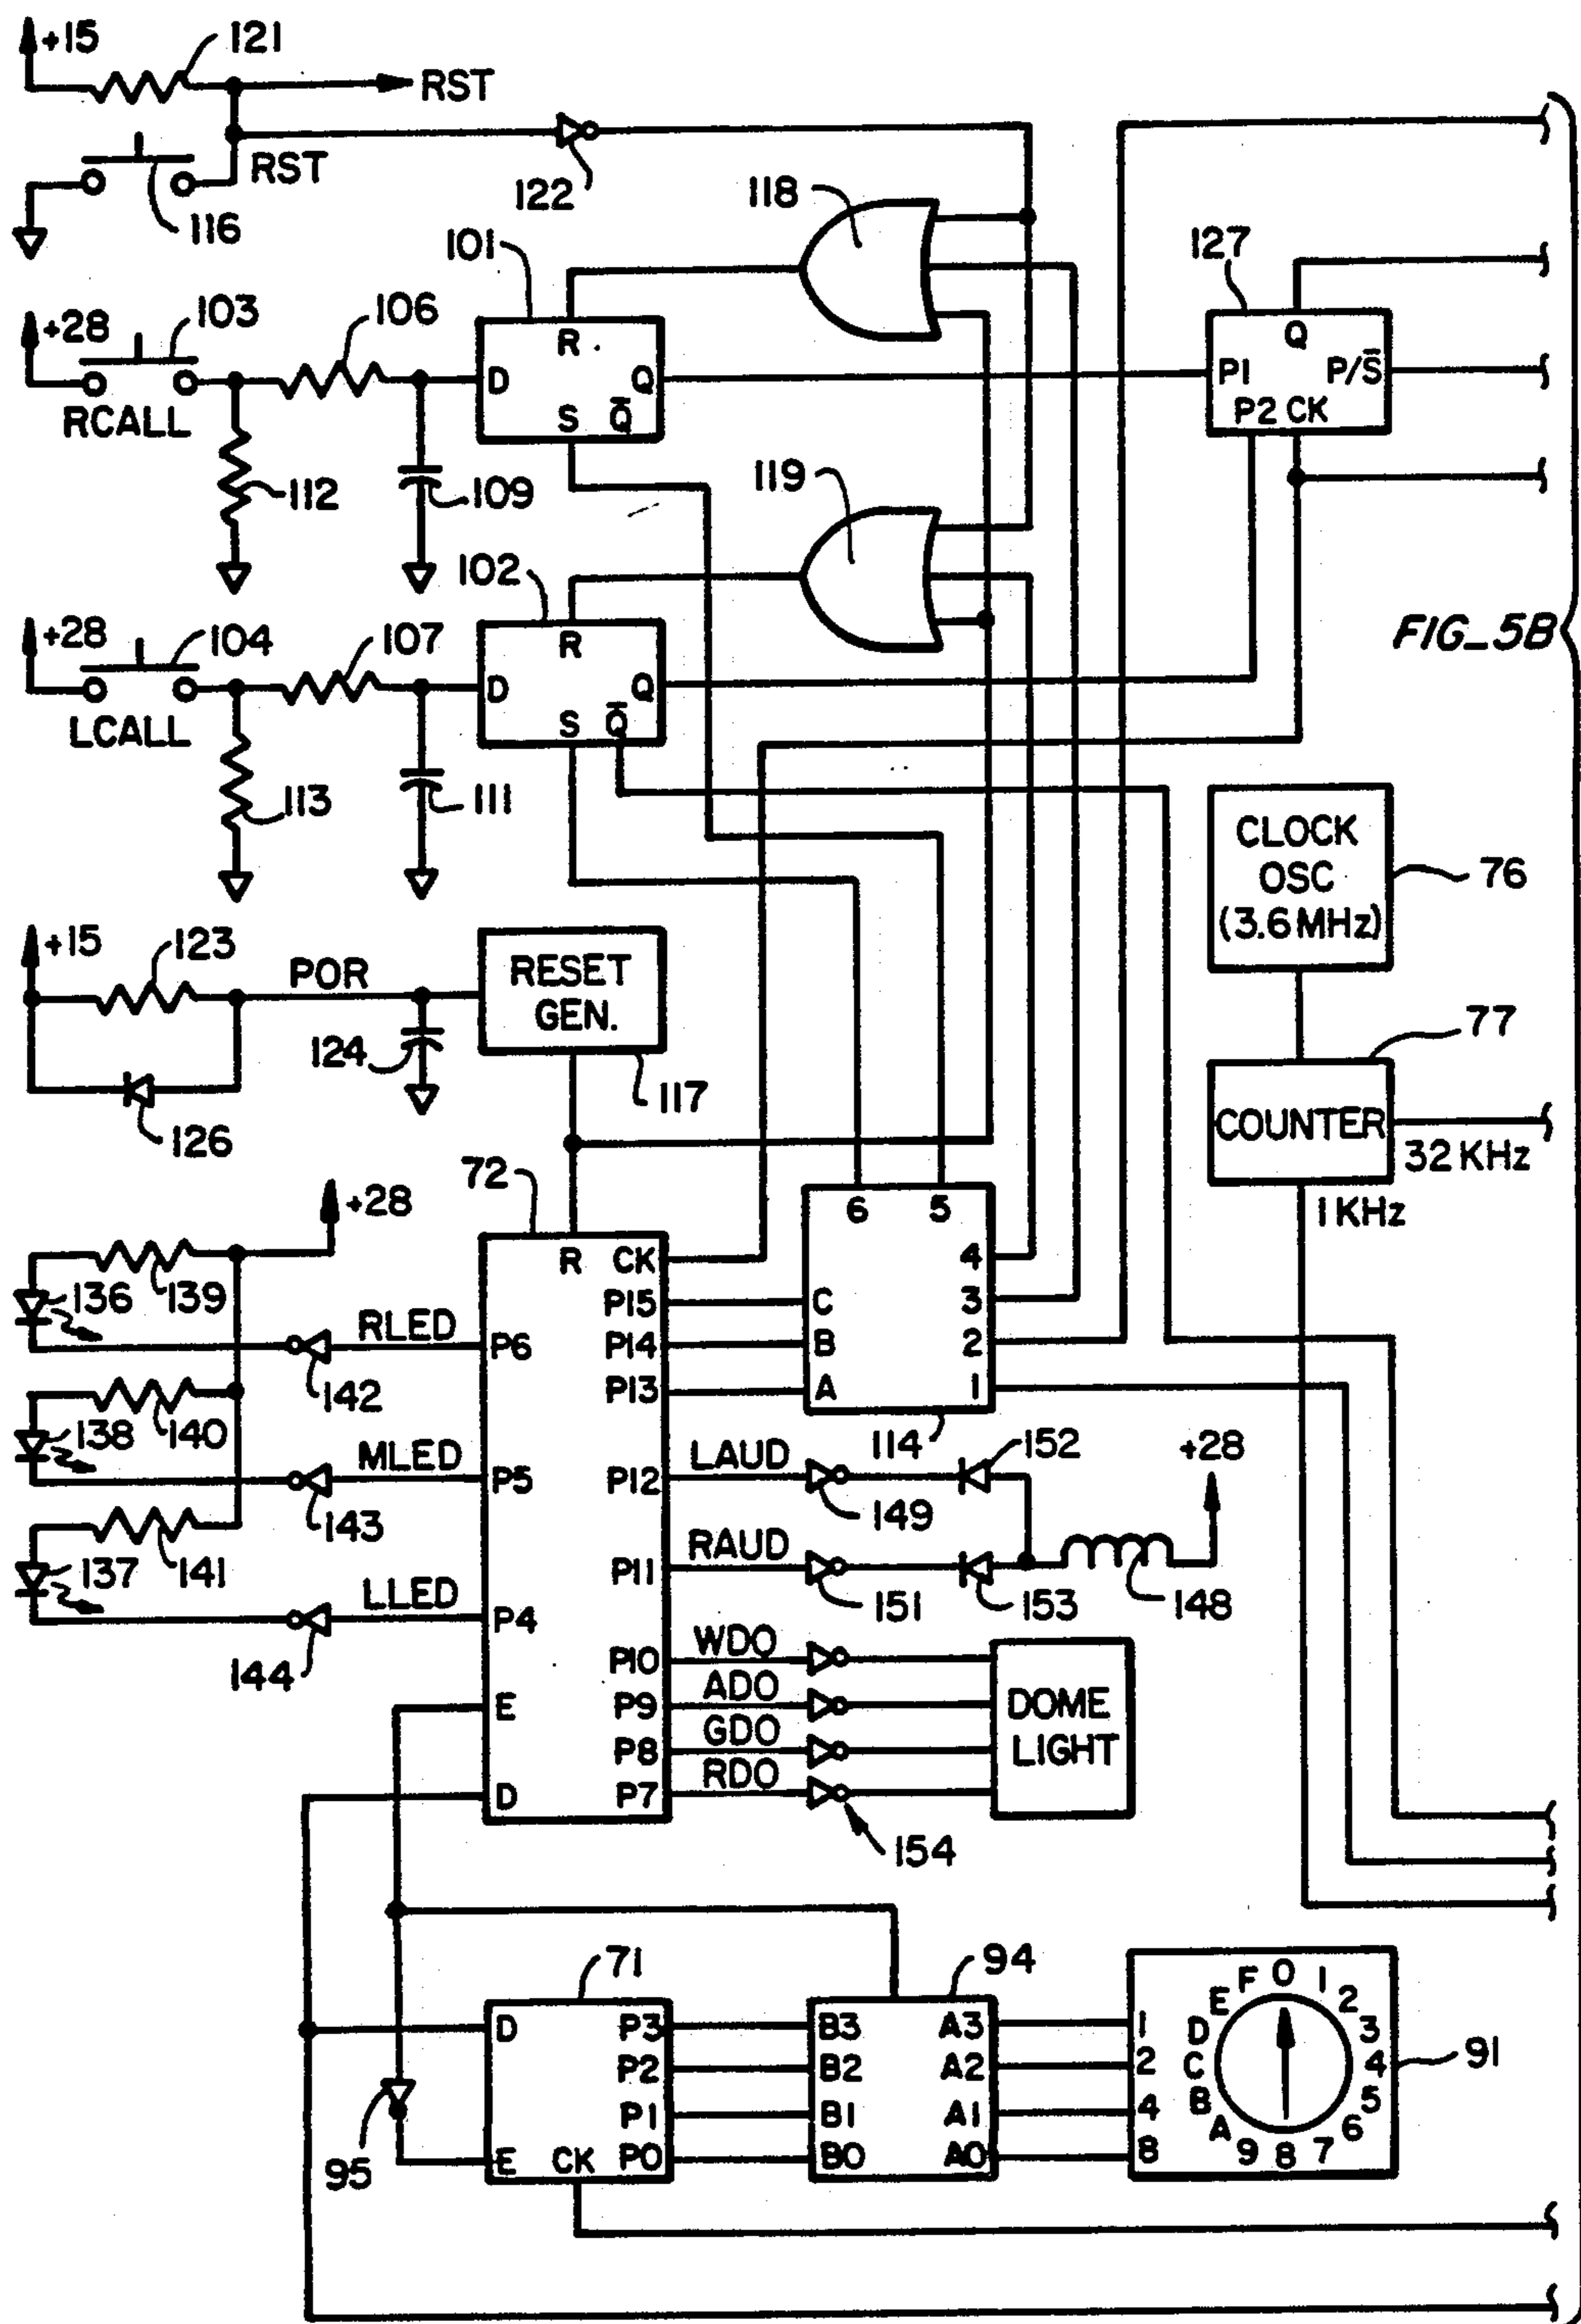 +15
121
RST
RST
116
122
118
+28
103
106
101
R
D
Q
S
Q̄
RCALL
112
109
127
Q
P1
P/S̄
P2 CK
119
102
+28
104
107
R
D
Q
S
Q̄
LCALL
113
111
FIG_5B
CLOCK
OSC
(3.6 MHz)
76
+15
123
POR
124
126
RESET
GEN.
117
77
COUNTER
32 KHz
1 KHz
72
+28
136
139
RLED
142
138
140
MLED
143
137
141
LLED
144
R
CK
P15
P14
P13
P12
P11
P10
P9
P8
P7
P6
P5
P4
E
D
6
5
C
B
A
4
3
2
1
114
LAUD
149
152
RAUD
151
153
148
+28
WDO
ADO
GDO
RDO
154
DOME
LIGHT
71
D
E
CK
P3
P2
P1
P0
95
94
B3
B2
B1
B0
A3
A2
A1
A0
1
2
4
8
0
1
2
3
4
5
6
7
8
9
A
B
C
D
E
F
91